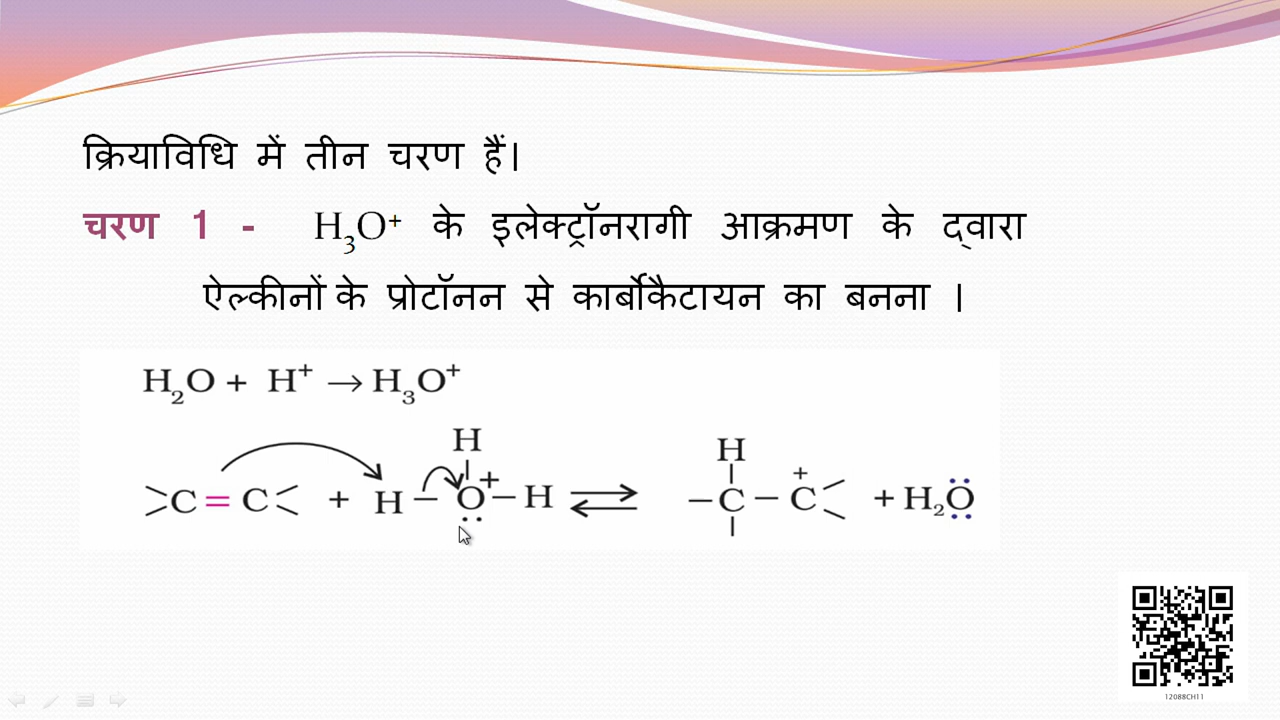 क्रियाविधि में तीन चरण हैं।
चरण 1 - H₃O⁺ के इलेक्ट्रॉनरागी आक्रमण के द्वारा
ऐल्कीनों के प्रोटॉनन से कार्बोकैटायन का बनना ।
H₂O + H⁺ → H₃O⁺
H H
>C = C< + H – O⁺ – H ⇌ – C – C⁺< + H₂O
12088CH11